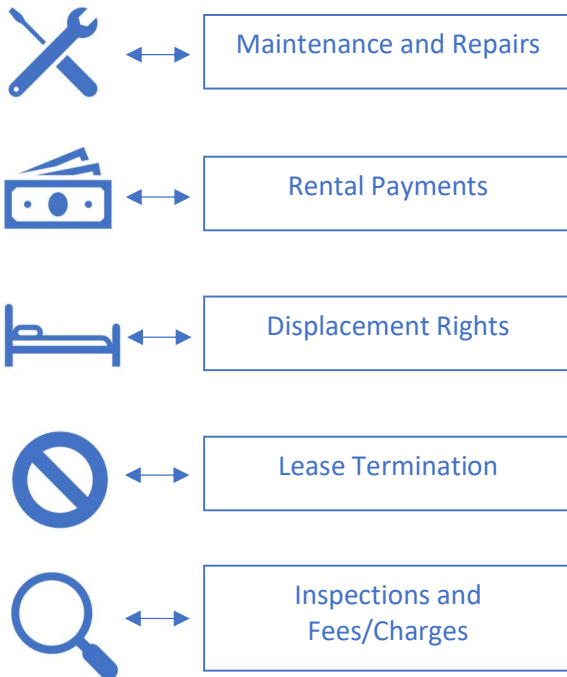 Maintenance and Repairs
Rental Payments
Displacement Rights
Lease Termination
Inspections and
Fees/Charges